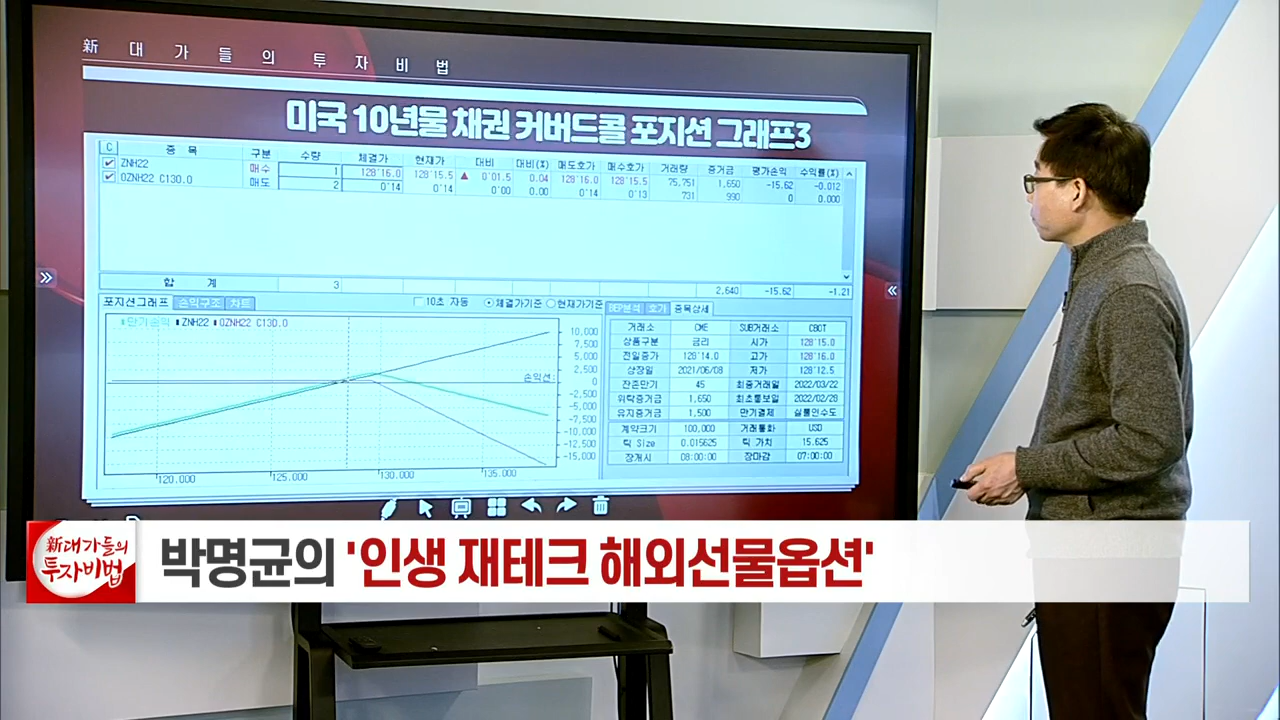 新 대 가 들 의 투 자 비 법
미국 10년물 채권 커버드콜 포지션 그래프3
C 종 목 구분 수량 체결가 현재가 대비 대비(%) 매도호가 매수호가 거래량 증거금 평가손익 수익률(%)
ZNH22 매수 1 128'16.0 128'15.5 ▲ 0'01.5 0.04 128'16.0 128'15.5 75,751 1,650 -15.62 -0.012
OZNH22 C130.0 매도 2 0'14 0'14 0'00 0.00 0'14 0'13 731 990 0 0.000
합 계 3 2,640 -15.62 -1.21
포지션그래프 손익구조 차트 10초 자동 체결가기준 현재가기준 BEP분석 호가 종목상세
만기손익 ZNH22 OZNH22 C130.0
손익선:
10,000
7,500
5,000
2,500
0
-2,500
-5,000
-7,500
-10,000
-12,500
-15,000
120.000 125.000 130.000 135.000
거래소 CME SUB거래소 CBOT
상품구분 금리 시가 128'15.0
전일종가 128'14.0 고가 128'16.0
상장일 2021/06/08 저가 128'12.5
잔존만기 45 최종거래일 2022/03/22
위탁증거금 1,650 최초통보일 2022/02/28
유지증거금 1,500 만기결제 실물인수도
계약크기 100,000 거래통화 USD
틱 Size 0.015625 틱 가치 15.625
장개시 08:00:00 장마감 07:00:00
新대가들의
투자비법
박명균의 '인생 재테크 해외선물옵션'